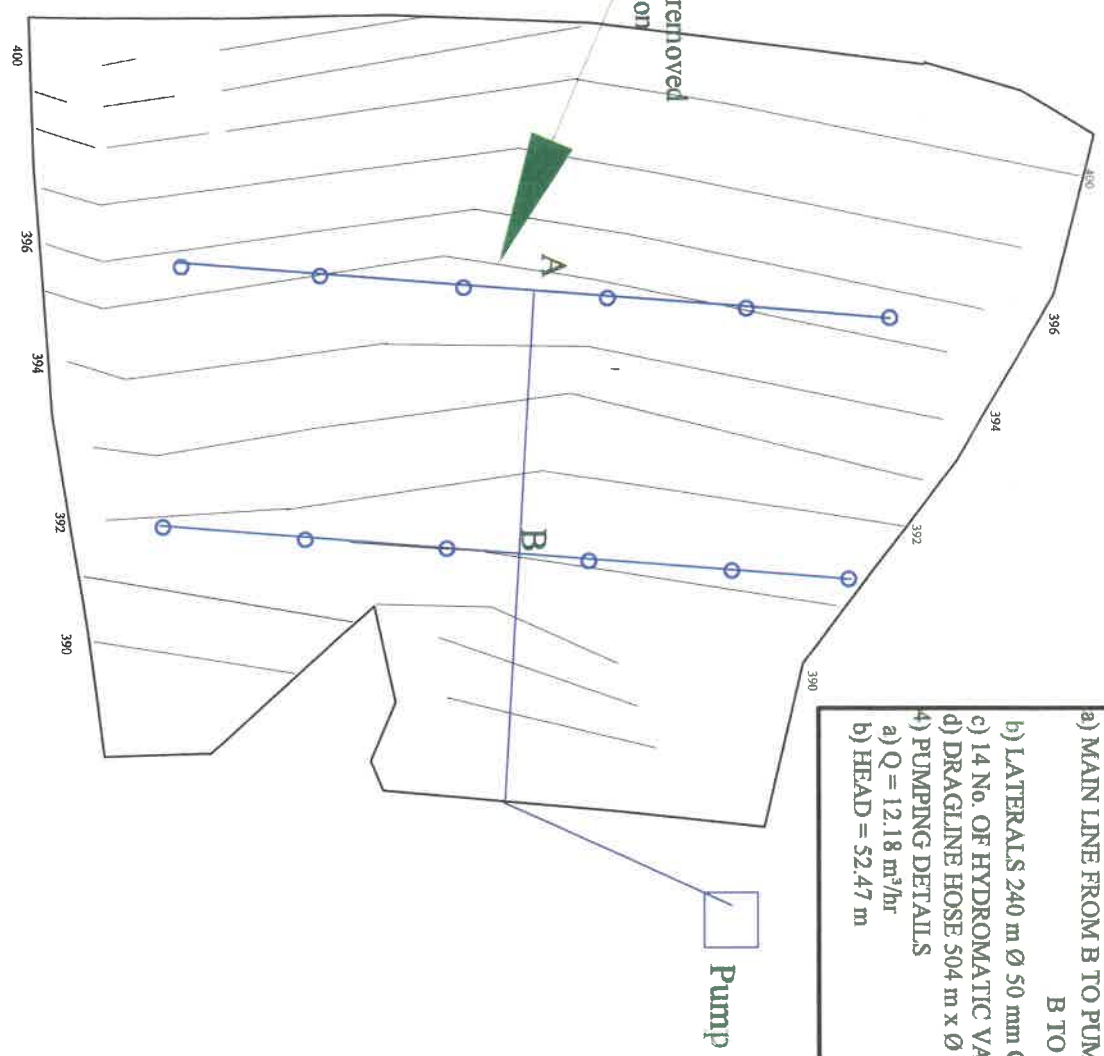 removed
on
A
B
Pump
400
396
394
392
390
400
396
394
392
390
a) MAIN LINE FROM B TO PUM
B TO
b) LATERALS 240 m Ø 50 mm
c) 14 No. OF HYDROMATIC VA
d) DRAGLINE HOSE 504 m x Ø
4) PUMPING DETAILS
a) Q = 12.18 m³/hr
b) HEAD = 52.47 m